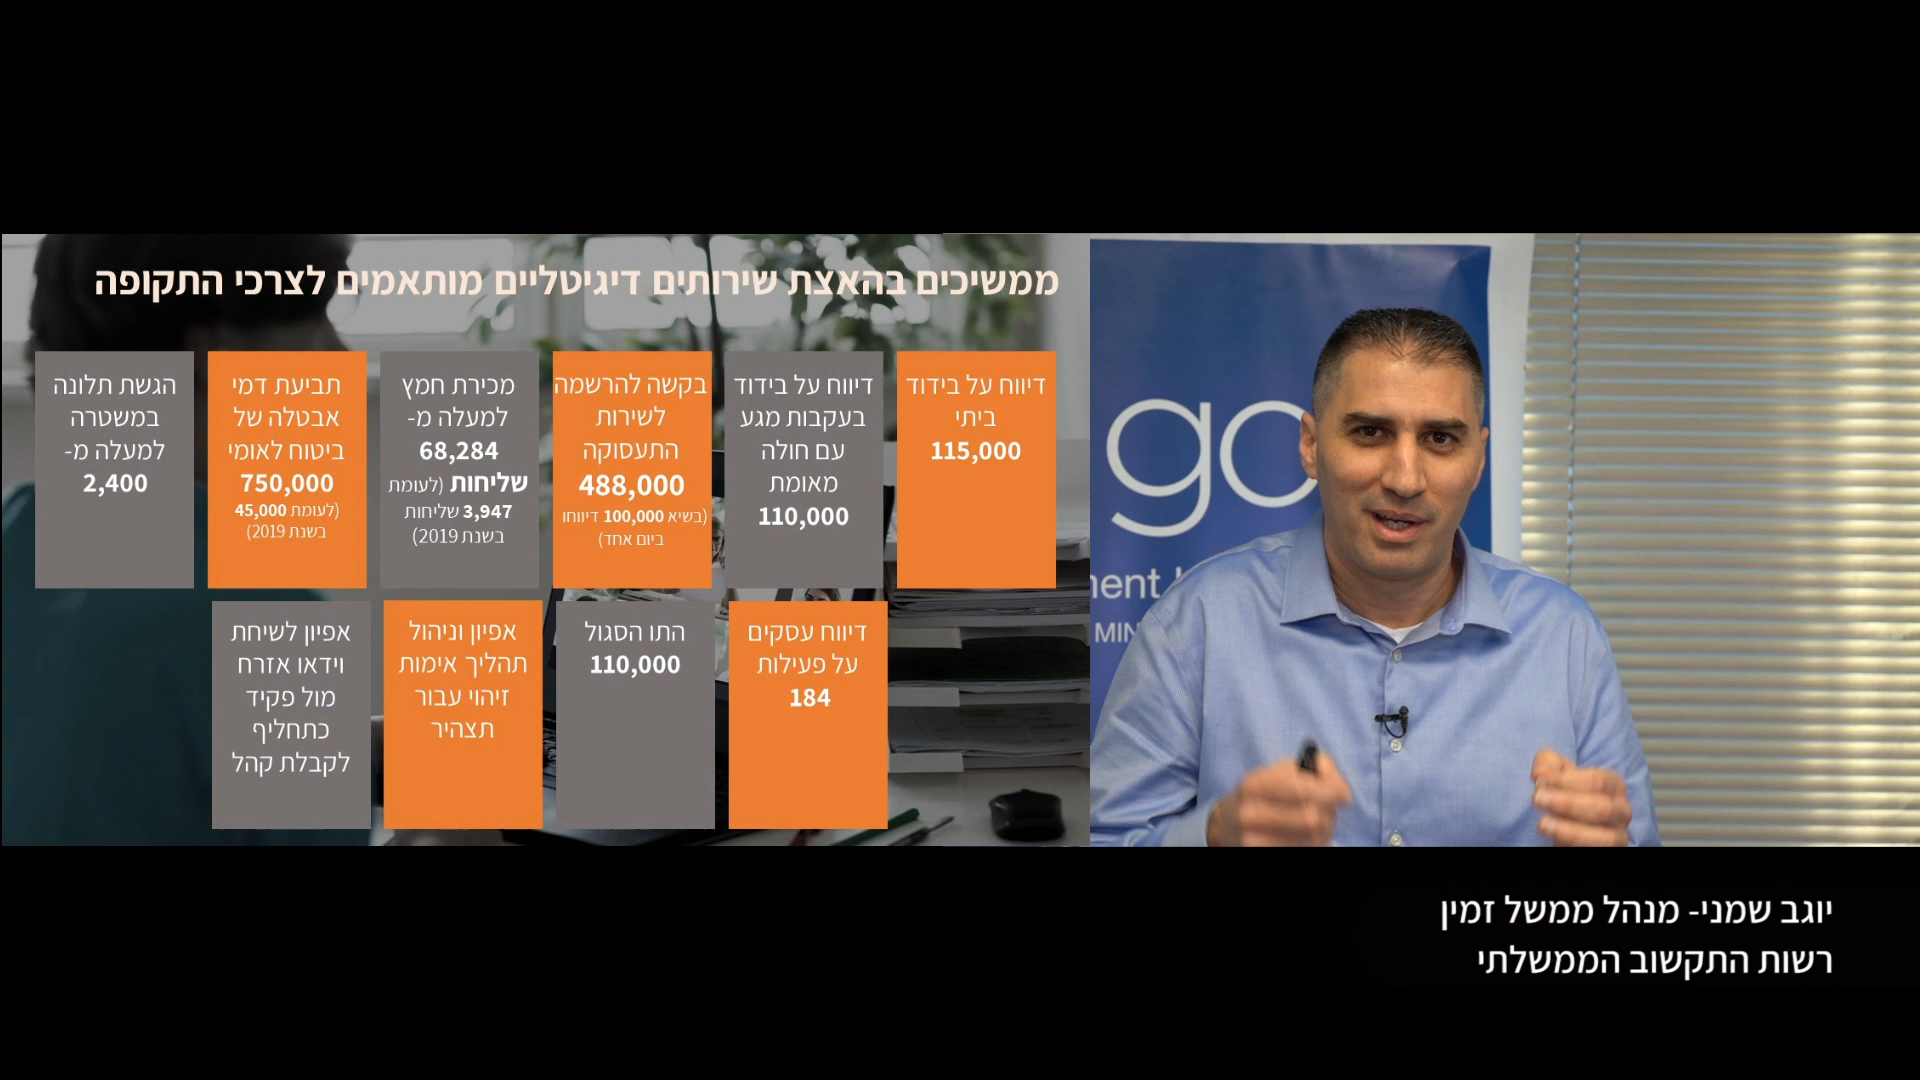 ממשיכים בהאצת שירותים דיגיטליים מותאמים לצרכי התקופה
דיווח על בידוד
ביתי
115,000
דיווח על בידוד
בעקבות מגע
עם חולה
מאומת
110,000
בקשה להרשמה
לשירות
התעסוקה
488,000
(בשיא 100,000 דיווחו
ביום אחד)
מכירת חמץ
למעלה מ-
68,284
שליחות (לעומת
3,947 שליחות
בשנת 2019)
תביעת דמי
אבטלה של
ביטוח לאומי
750,000
(לעומת 45,000
בשנת 2019)
הגשת תלונה
במשטרה
למעלה מ-
2,400
דיווח עסקים
על פעילות
184
התו הסגול
110,000
אפיון וניהול
תהליך אימות
זיהוי עבור
תצהיר
אפיון לשיחת
וידאו אזרח
מול פקיד
כתחליף
לקבלת קהל
go
ment
MIN
יוגב שמני- מנהל ממשל זמין
רשות התקשוב הממשלתי